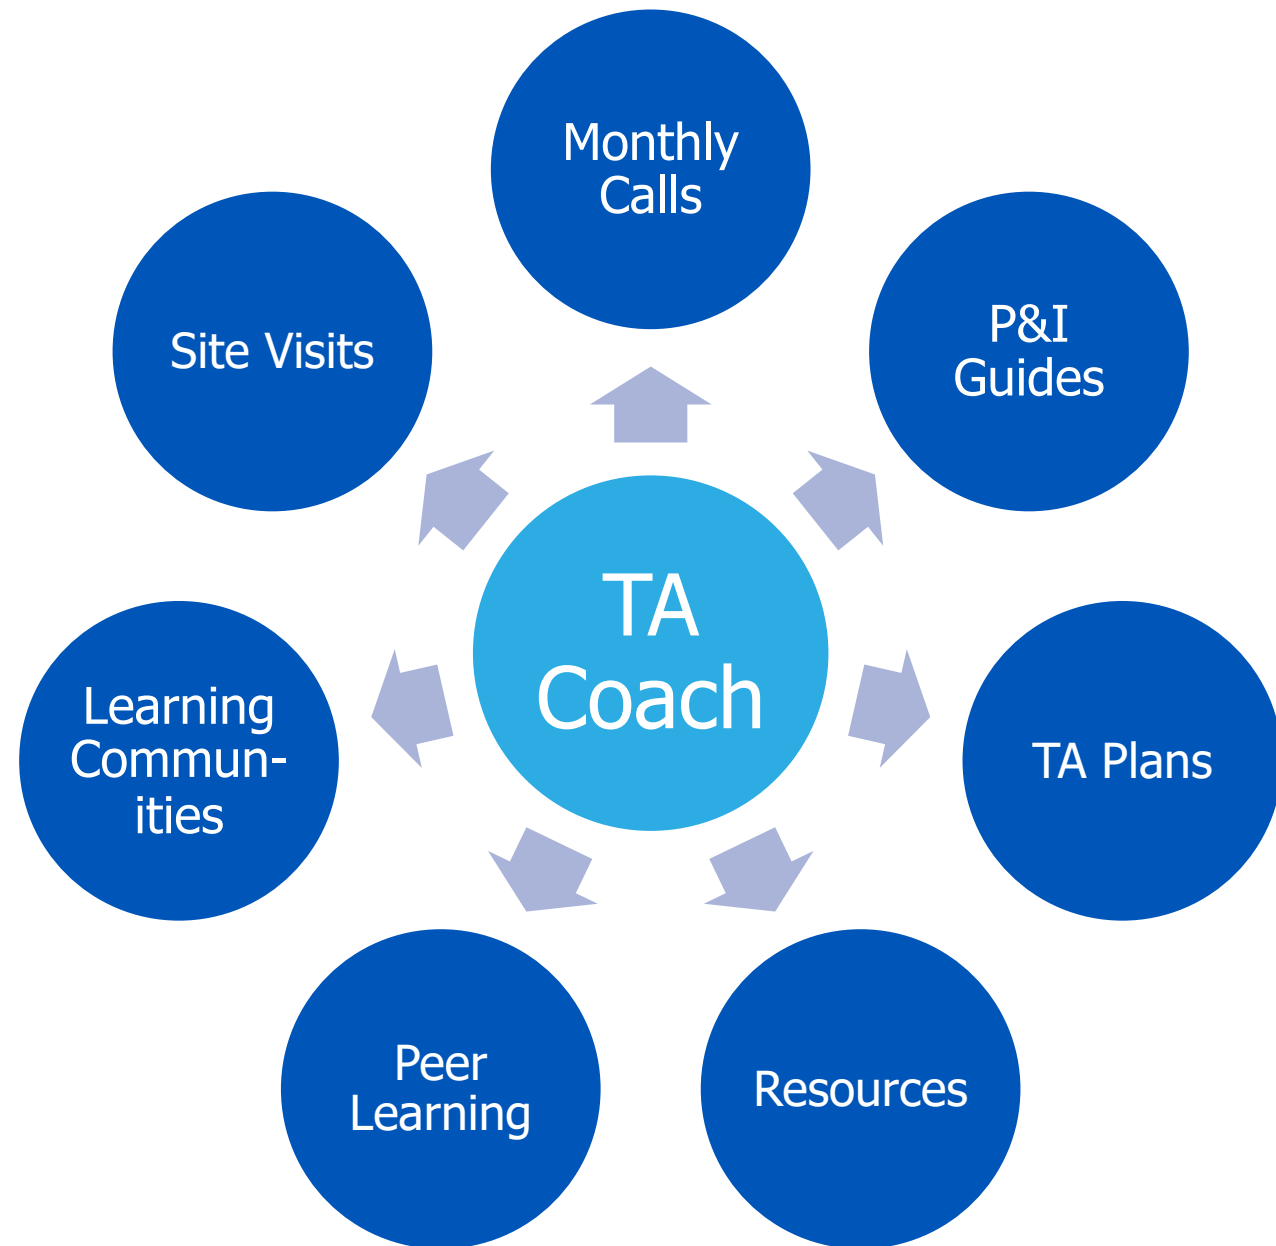 Monthly
Calls
P&I
Guides
TA Plans
Resources
Peer
Learning
Learning
Commun-
ities
Site Visits
TA
Coach